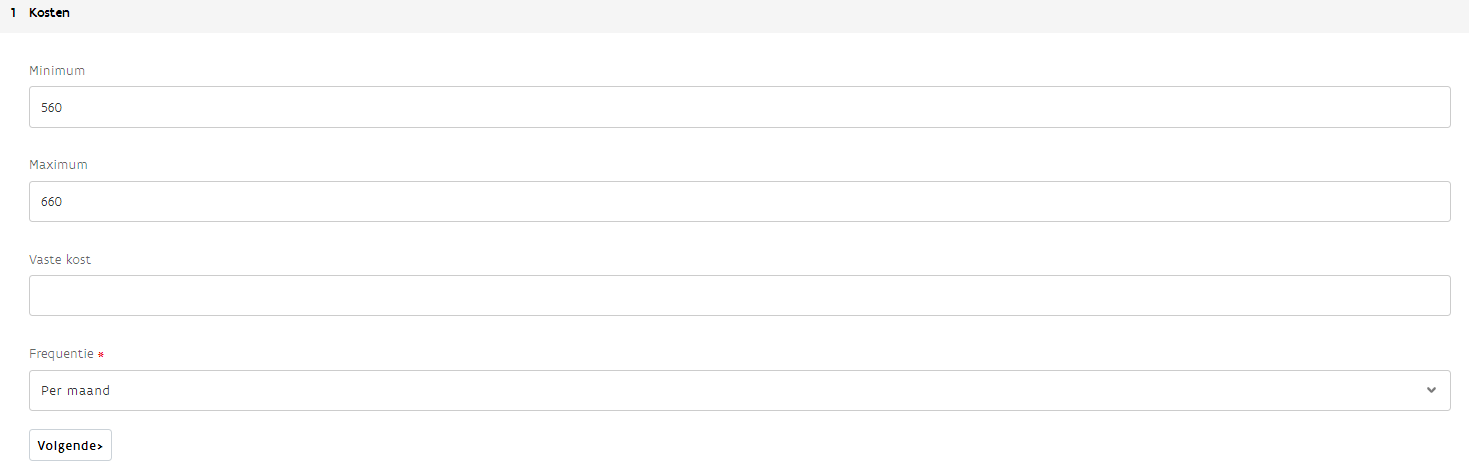 1 Kosten
Minimum
560
Maximum
660
Vaste kost
Frequentie *
Per maand
Volgende>